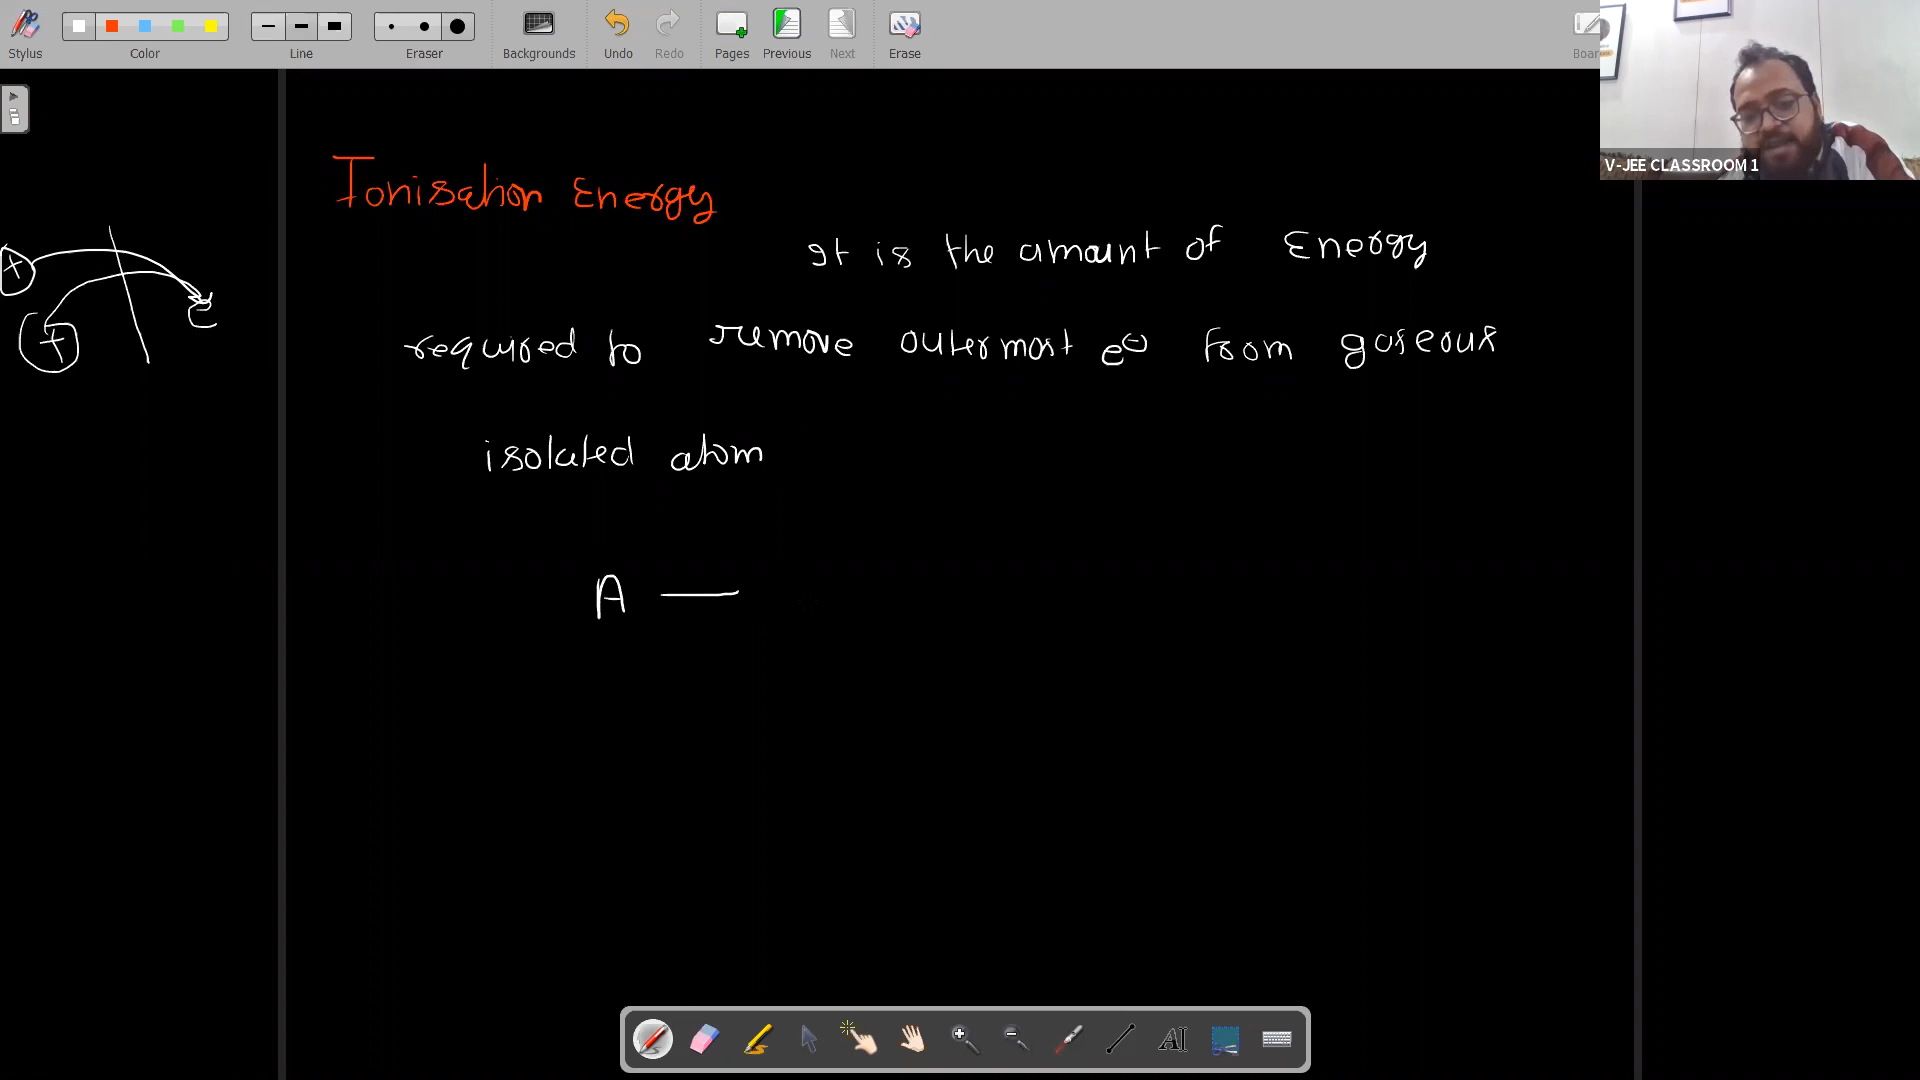 Stylus Color Line Eraser Backgrounds Undo Redo Pages Previous Next Erase Boar
V-JEE CLASSROOM 1
Ionisation Energy
It is the amount of Energy
required to remove outermost e⊖ from gaseous
isolated atom
A —
+
+
e